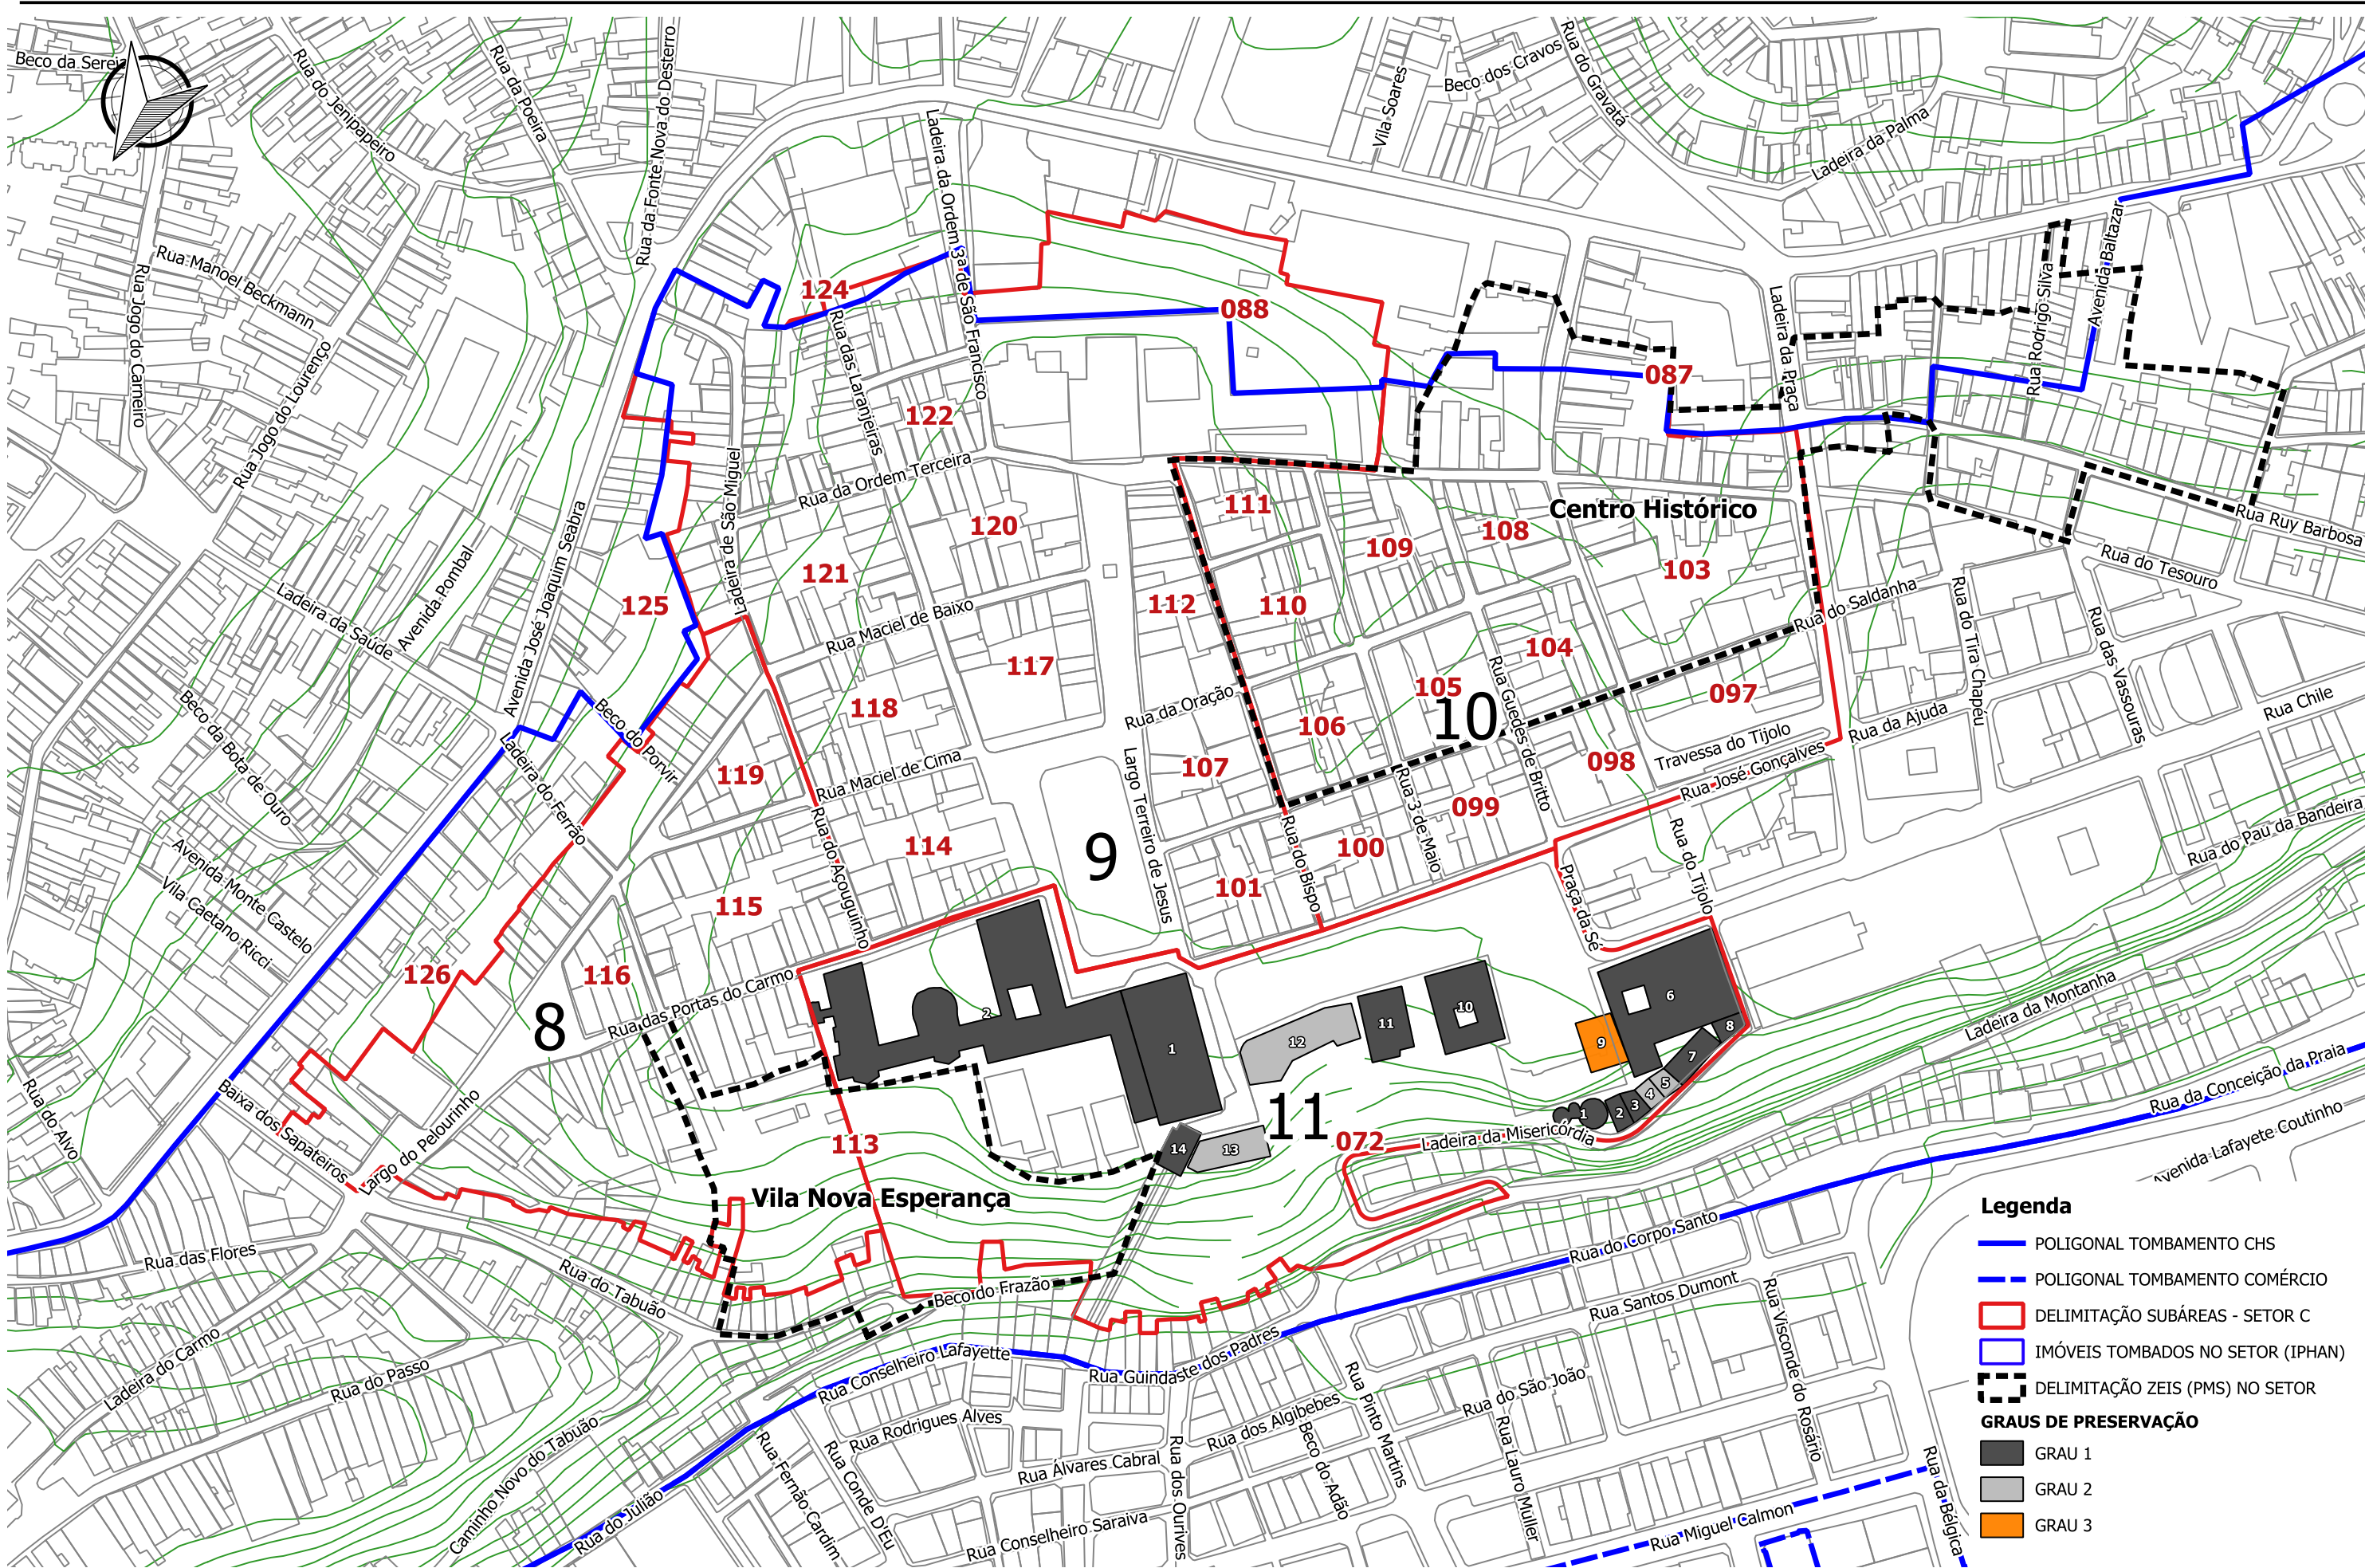 Beco da Sereia
Rua do Jenipapeiro
Rua da Poeira
Rua da Fonte Nova do Desterro
Ladeira da Ordem 3ª de São Francisco
Vila Soares
Beco dos Cravos
Rua do Gravatá
Ladeira da Palma
Rua Manoel Beckmann
Rua Jogo do Carneiro
Rua Jogo do Lourenço
124
088
087
Rua das Laranjeiras
Ladeira da Praça
Rua Rodrigo Silva
Avenida Baltazar
122
Rua da Ordem Terceira
Ladeira de São Miguel
111
120
109
108
Centro Histórico
103
Rua Ruy Barbosa
Rua do Tesouro
121
125
112
110
Avenida José Joaquim Seabra
Avenida Pombal
Ladeira da Saúde
Rua Maciel de Baixo
117
104
105
10
Rua Guedes de Britto
097
Rua do Saldanha
Rua do Tira Chapéu
Rua das Vassouras
Rua Chile
118
Rua da Oração
106
107
098
Travessa do Tijolo
Rua da Ajuda
Rua José Gonçalves
Beco da Bota de Ouro
Ladeira do Ferrão
Beco do Porvir
119
Rua Maciel de Cima
Largo Terreiro de Jesus
Rua 3 de Maio
099
100
Rua do Bispo
101
114
9
Rua do Açouguinho
115
Avenida Monte Castelo
Vila Caetano Ricci
Praça da Sé
Rua do Tijolo
Rua do Pau da Bandeira
126
116
8
Rua das Portas do Carmo
2
1
12
11
10
9
6
8
7
5
4
3
2
1
14
13
11
072
Ladeira da Misericórdia
Ladeira da Montanha
Rua da Conceição da Praia
Avenida Lafayete Coutinho
Rua do Alvo
Baixa dos Sapateiros
Largo do Pelourinho
113
Vila Nova Esperança
Rua das Flores
Rua do Tabuão
Beco do Frazão
Rua do Corpo Santo
Rua Santos Dumont
Rua Visconde do Rosário
Ladeira do Carmo
Rua do Passo
Rua Conselheiro Lafayette
Rua Guindaste dos Padres
Rua Pinto Martins
Rua do São João
Rua Rodrigues Alves
Rua dos Algibebes
Beco do Adão
Rua Lauro Muller
Caminho Novo do Tabuão
Rua do Julião
Rua Fernão Cardim
Rua Conde D'Eu
Rua Álvares Cabral
Rua dos Ourives
Rua Conselheiro Saraiva
Rua Miguel Calmon
Rua da Bélgica
Legenda
POLIGONAL TOMBAMENTO CHS
POLIGONAL TOMBAMENTO COMÉRCIO
DELIMITAÇÃO SUBÁREAS - SETOR C
IMÓVEIS TOMBADOS NO SETOR (IPHAN)
DELIMITAÇÃO ZEIS (PMS) NO SETOR
GRAUS DE PRESERVAÇÃO
GRAU 1
GRAU 2
GRAU 3